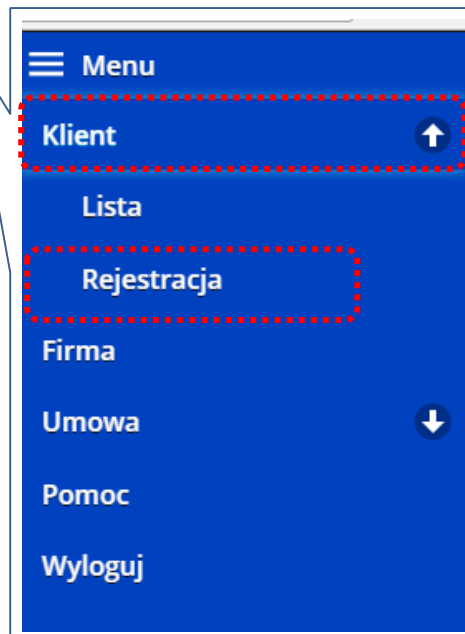 Menu
Klient
Lista
Rejestracja
Firma
Umowa
Pomoc
Wyloguj